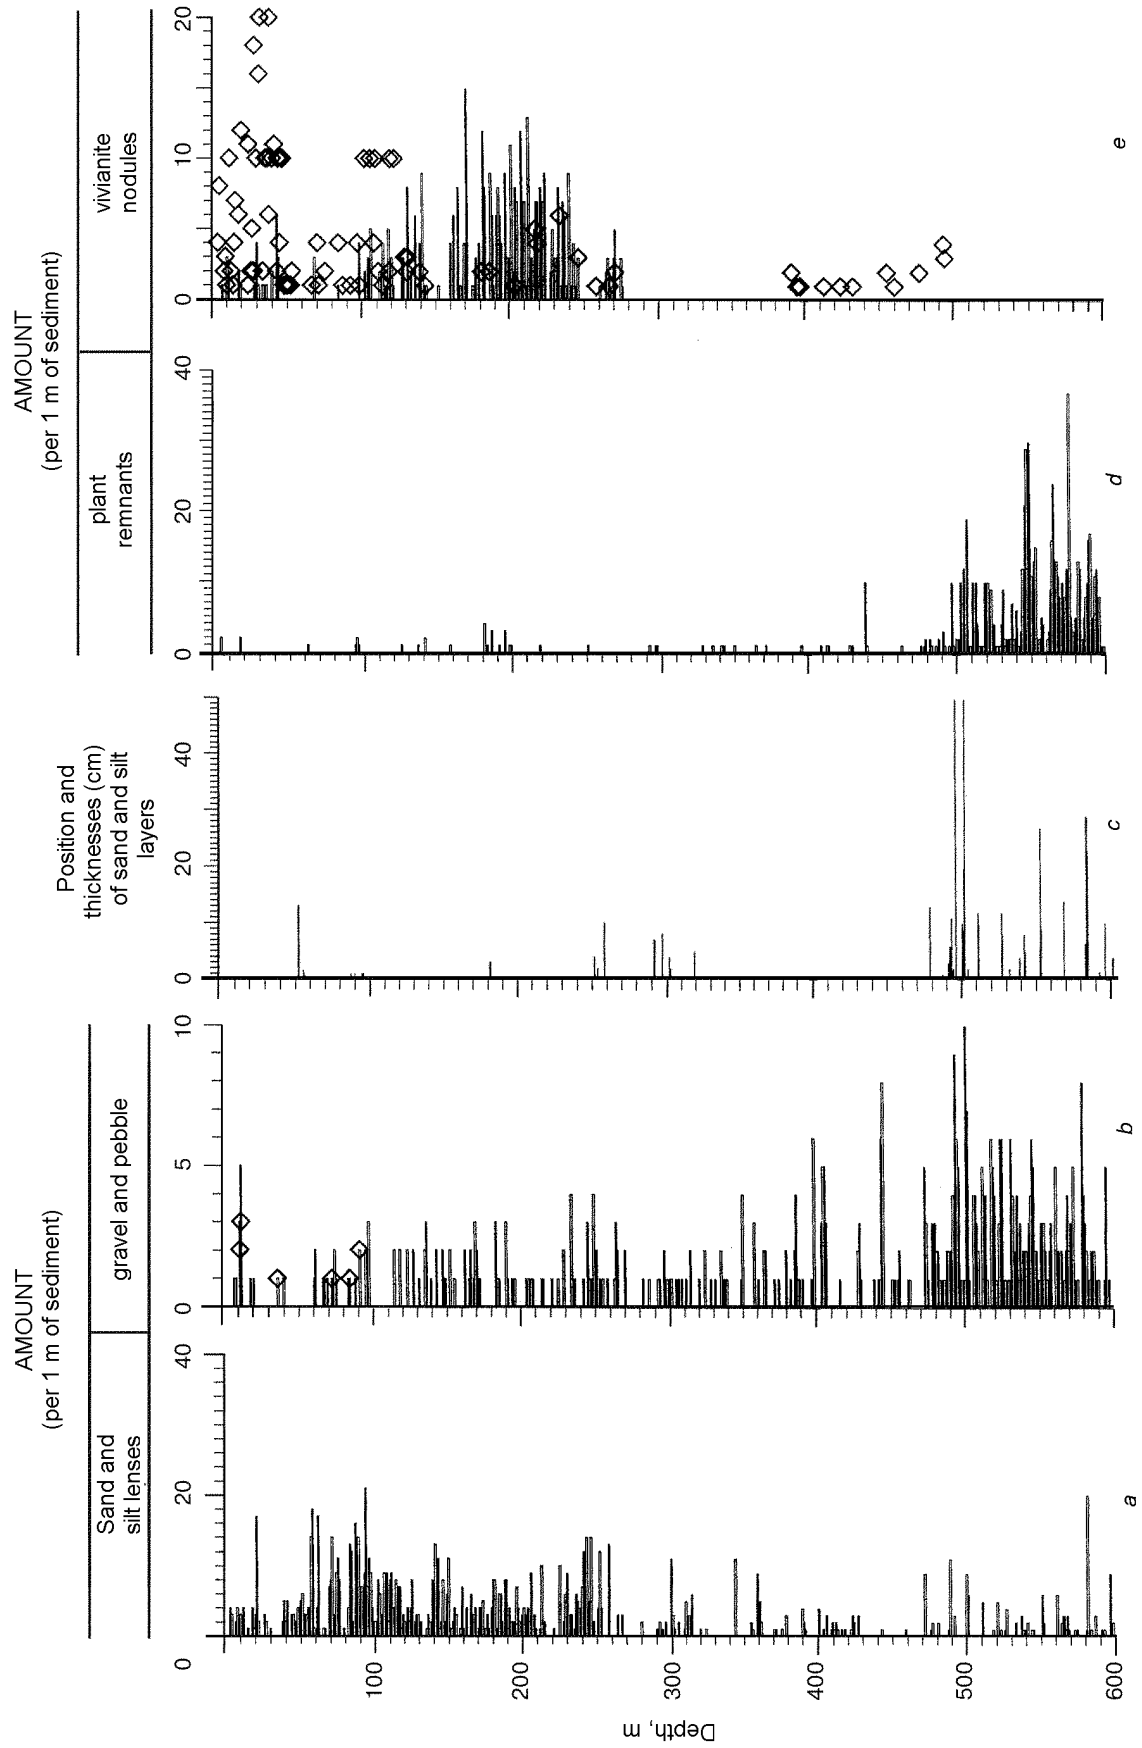 AMOUNT
(per 1 m of sediment)
Sand and
silt lenses
gravel and pebble
Position and
thicknesses (cm)
of sand and silt
layers
AMOUNT
(per 1 m of sediment)
plant
remnants
vivianite
nodules
0
20
40
0
5
10
0
20
40
0
20
40
0
10
20
100
200
300
400
500
600
Depth, m
a
b
c
d
e